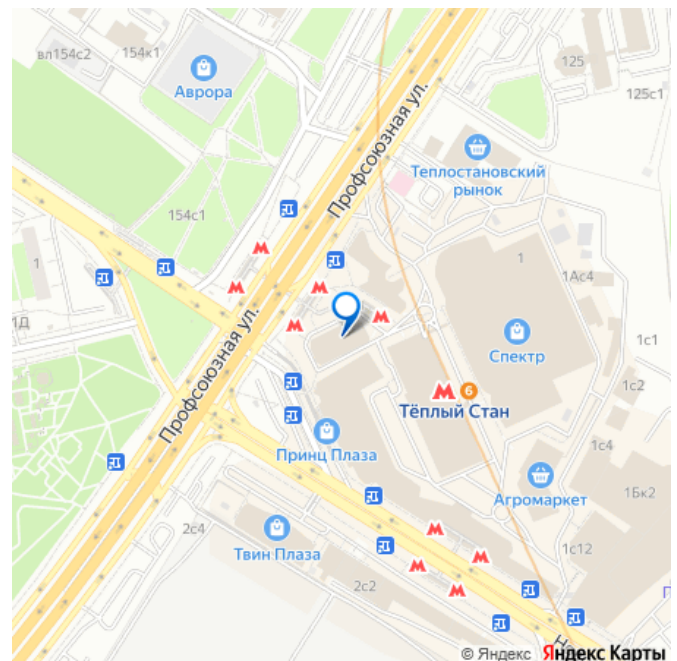 вл154с2
154к1
Аврора
125
125с1
Профсоюзная ул.
Теплостановский
рынок
154с1
1
1
1Ас4
1Д
Спектр
1с1
Профсоюзная ул.
6
Тёплый Стан
1с2
Принц Плаза
1с4
Агромаркет
1Бк2
2с4
Твин Плаза
1с12
2с2
© Яндекс Яндекс Карты